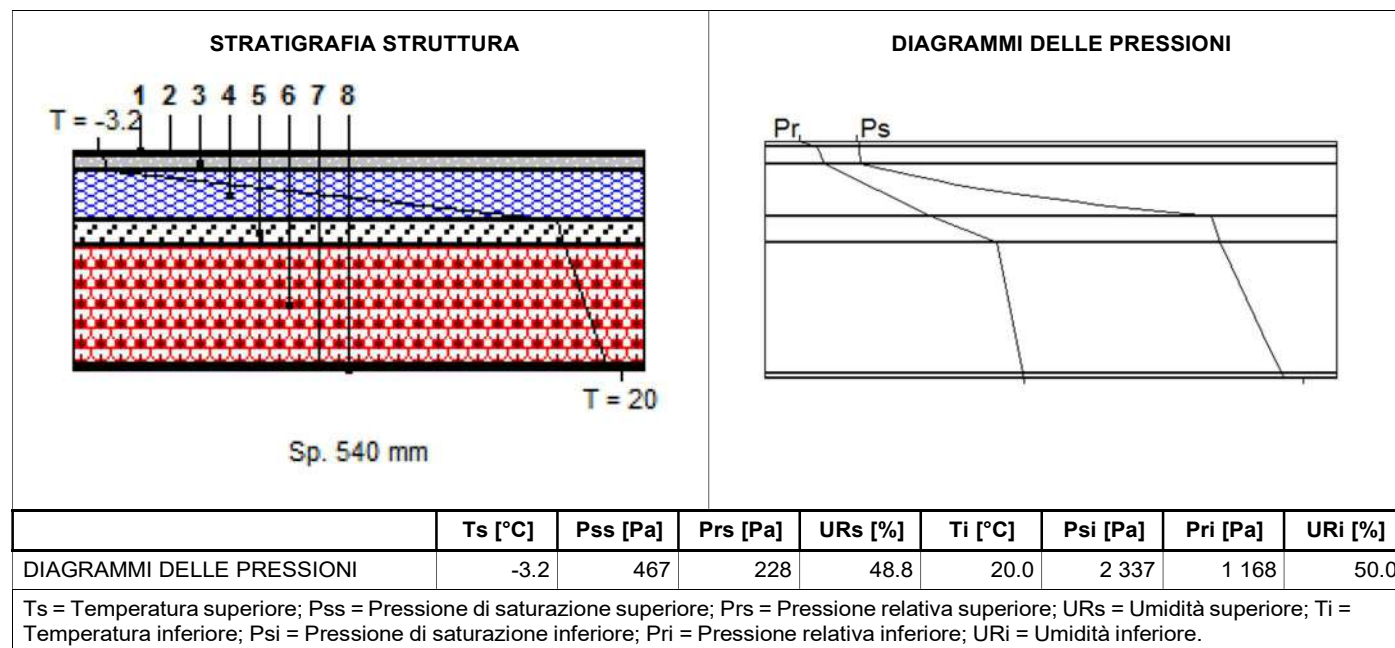 STRATIGRAFIA STRUTTURA
1 2 3 4 5 6 7 8
T = -3.2
T = 20
Sp. 540 mm
DIAGRAMMI DELLE PRESSIONI
Pr Ps
Ts [°C] Pss [Pa] Prs [Pa] URs [%] Ti [°C] Psi [Pa] Pri [Pa] URi [%]
DIAGRAMMI DELLE PRESSIONI -3.2 467 228 48.8 20.0 2 337 1 168 50.0
Ts = Temperatura superiore; Pss = Pressione di saturazione superiore; Prs = Pressione relativa superiore; URs = Umidità superiore; Ti =
Temperatura inferiore; Psi = Pressione di saturazione inferiore; Pri = Pressione relativa inferiore; URi = Umidità inferiore.